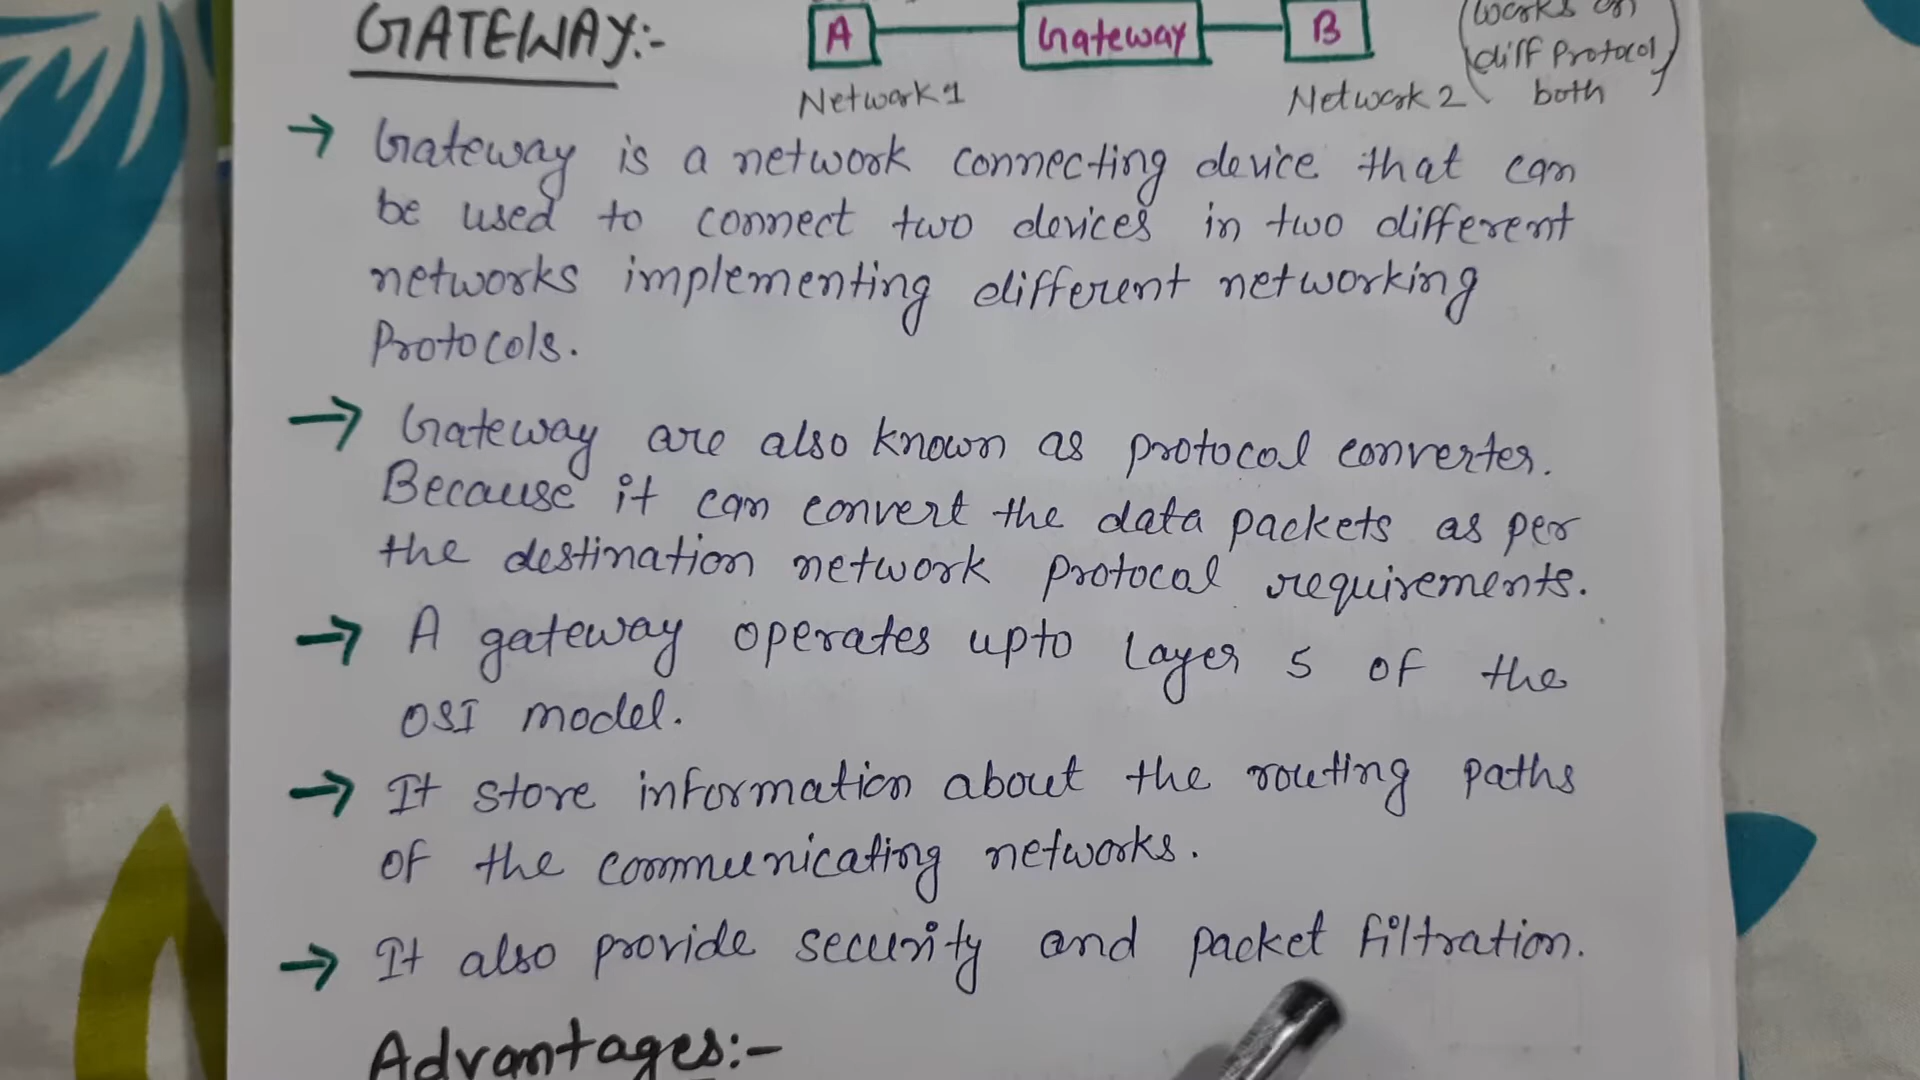 GATEWAY:-
A Gateway B
Network 1 Network 2
(works on
diff Protocol
both)
→ Gateway is a network connecting device that can
be used to connect two devices in two different
networks implementing different networking
Protocols.
→ Gateway are also known as protocol converter.
Because it can convert the data packets as per
the destination network protocol requirements.
→ A gateway operates upto layer 5 of the
OSI model.
→ It store information about the routing paths
of the communicating networks.
→ It also provide security and packet filtration.
Advantages:-